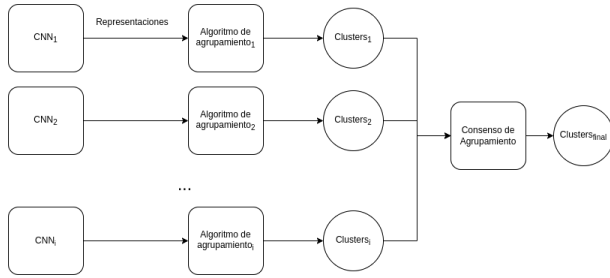 Representaciones
CNN₁
Algoritmo de
agrupamiento₁
Clusters₁
CNN₂
Algoritmo de
agrupamiento₂
Clusters₂
Consenso de
Agrupamiento
Clusters_final
...
CNNᵢ
Algoritmo de
agrupamientoᵢ
Clustersᵢ